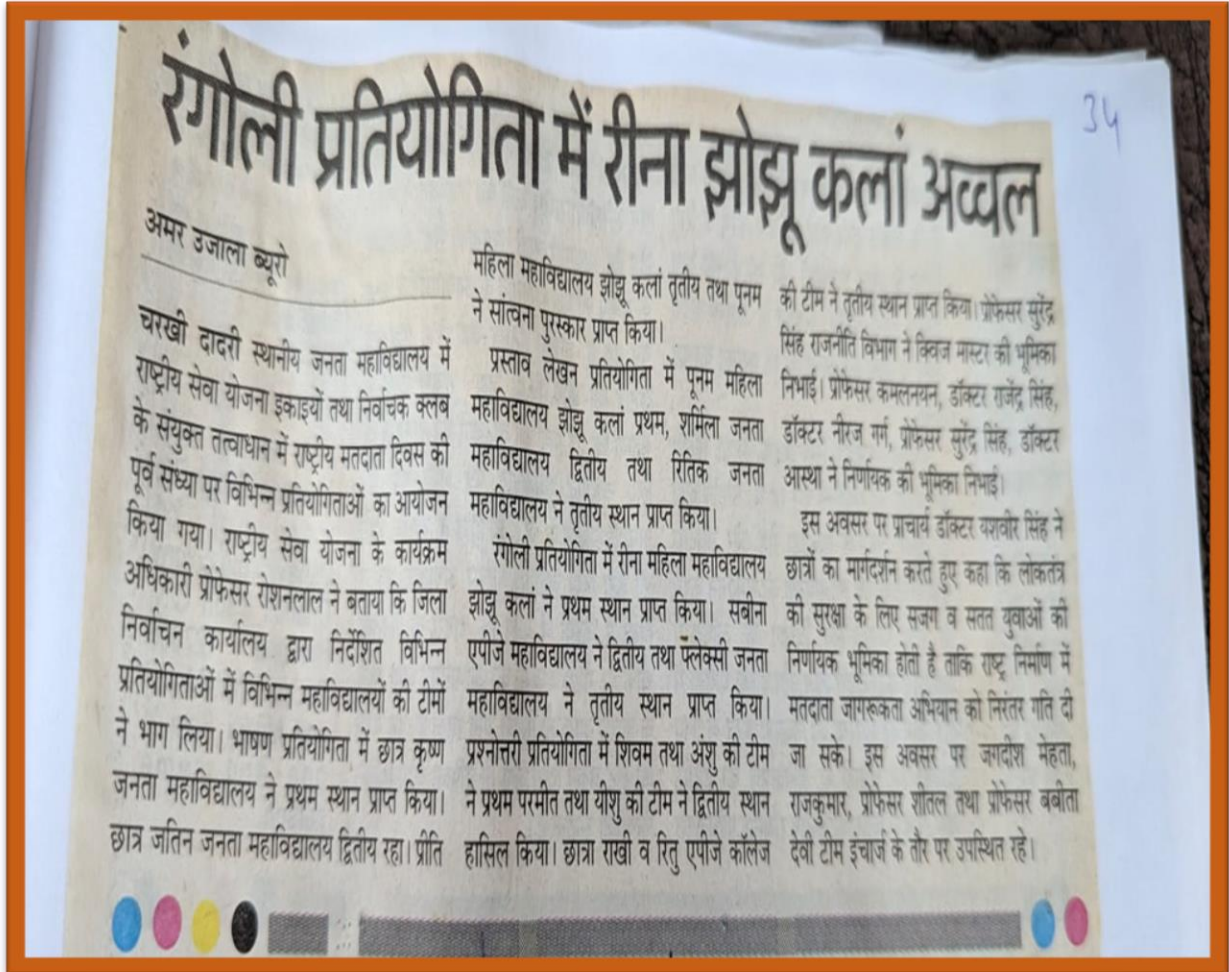 34
रंगोली प्रतियोगिता में रीना झोझू कलां अव्वल
अमर उजाला ब्यूरो
चरखी दादरी स्थानीय जनता महाविद्यालय में
राष्ट्रीय सेवा योजना इकाइयों तथा निर्वाचक क्लब
के संयुक्त तत्वाधान में राष्ट्रीय मतदाता दिवस की
पूर्व संध्या पर विभिन्न प्रतियोगिताओं का आयोजन
किया गया। राष्ट्रीय सेवा योजना के कार्यक्रम
अधिकारी प्रोफेसर रोशनलाल ने बताया कि जिला
निर्वाचन कार्यालय द्वारा निर्देशित विभिन्न
प्रतियोगिताओं में विभिन्न महाविद्यालयों की टीमों
ने भाग लिया। भाषण प्रतियोगिता में छात्र कृष्ण
जनता महाविद्यालय ने प्रथम स्थान प्राप्त किया।
छात्र जतिन जनता महाविद्यालय द्वितीय रहा। प्रीति
महिला महाविद्यालय झोझू कलां तृतीय तथा पूनम
ने सांत्वना पुरस्कार प्राप्त किया।
प्रस्ताव लेखन प्रतियोगिता में पूनम महिला
महाविद्यालय झोझू कलां प्रथम, शर्मिला जनता
महाविद्यालय द्वितीय तथा रितिक जनता
महाविद्यालय ने तृतीय स्थान प्राप्त किया।
रंगोली प्रतियोगिता में रीना महिला महाविद्यालय
झोझू कलां ने प्रथम स्थान प्राप्त किया। सबीना
एपीजे महाविद्यालय ने द्वितीय तथा फ्लेक्सी जनता
महाविद्यालय ने तृतीय स्थान प्राप्त किया।
प्रश्नोत्तरी प्रतियोगिता में शिवम तथा अंशु की टीम
ने प्रथम परमीत तथा यीशु की टीम ने द्वितीय स्थान
हासिल किया। छात्रा राखी व रितु एपीजे कॉलेज
की टीम ने तृतीय स्थान प्राप्त किया। प्रोफेसर सुरेंद्र
सिंह राजनीति विभाग ने क्विज मास्टर की भूमिका
निभाई। प्रोफेसर कमलनयन, डॉक्टर राजेंद्र सिंह,
डॉक्टर नीरज गर्ग, प्रोफेसर सुरेंद्र सिंह, डॉक्टर
आस्था ने निर्णायक की भूमिका निभाई।
इस अवसर पर प्राचार्य डॉक्टर यशवीर सिंह ने
छात्रों का मार्गदर्शन करते हुए कहा कि लोकतंत्र
की सुरक्षा के लिए सजग व सतत युवाओं की
निर्णायक भूमिका होती है ताकि राष्ट्र निर्माण में
मतदाता जागरूकता अभियान को निरंतर गति दी
जा सके। इस अवसर पर जगदीश मेहता,
राजकुमार, प्रोफेसर शीतल तथा प्रोफेसर बबीता
देवी टीम इंचार्ज के तौर पर उपस्थित रहे।